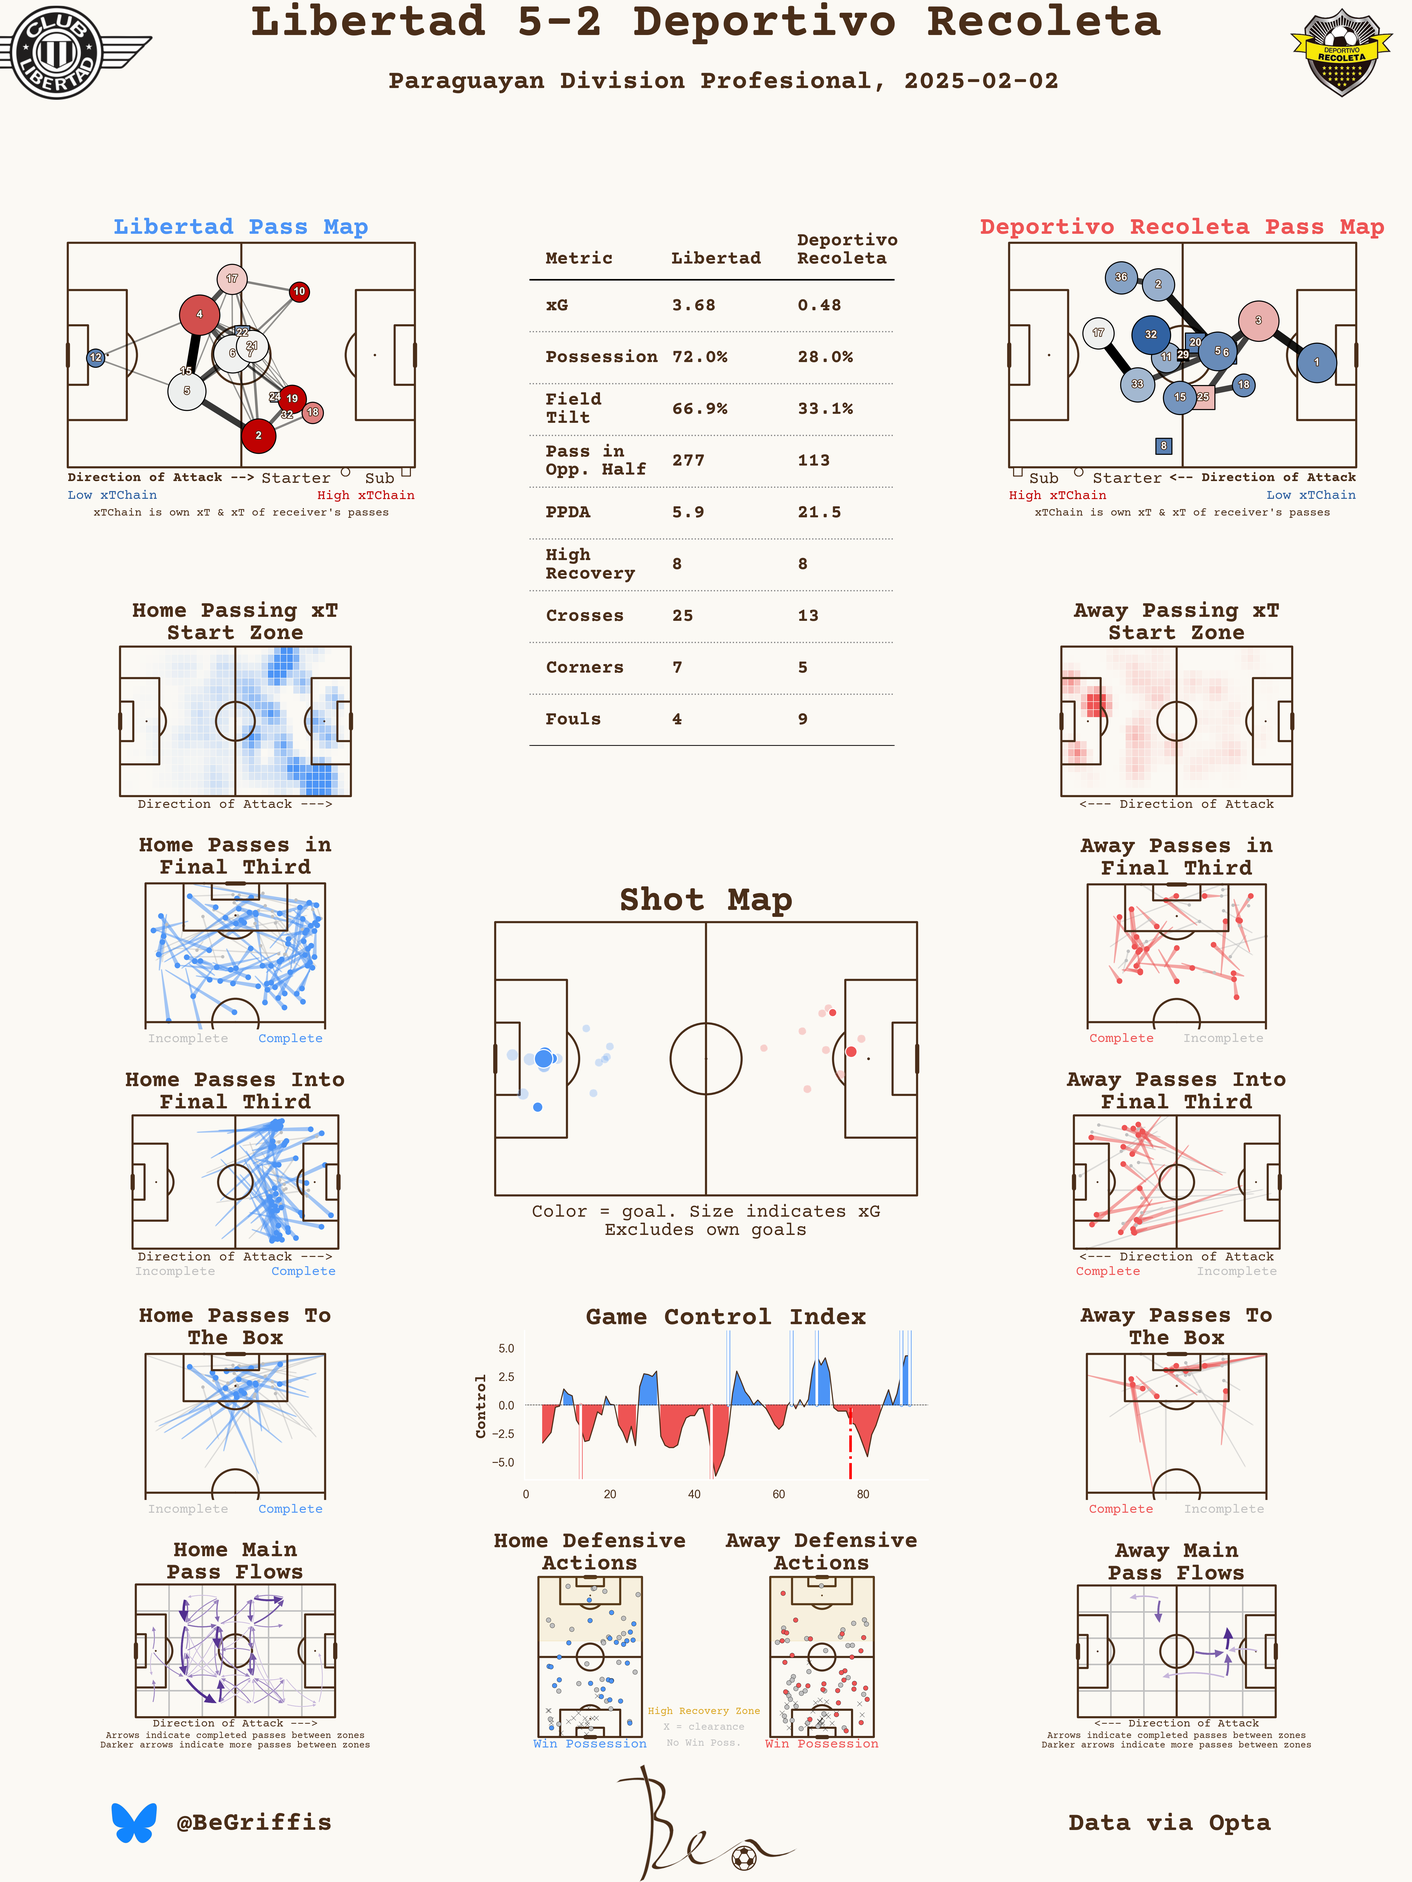 Libertad 5-2 Deportivo Recoleta
Paraguayan Division Profesional, 2025-02-02
CLUB
LIBERTAD
DEPORTIVO
RECOLETA
Libertad Pass Map
17
10
4
22
21
6
7
12
15
5
24
19
32
18
2
Direction of Attack --> Starter Sub
Low xTChain High xTChain
xTChain is own xT & xT of receiver's passes
Metric Libertad Deportivo Recoleta
xG 3.68 0.48
Possession 72.0% 28.0%
Field Tilt 66.9% 33.1%
Pass in Opp. Half 277 113
PPDA 5.9 21.5
High Recovery 8 8
Crosses 25 13
Corners 7 5
Fouls 4 9
Deportivo Recoleta Pass Map
36
2
3
17
32
20
11
29
5
6
1
33
18
15
25
8
Sub Starter <-- Direction of Attack
High xTChain Low xTChain
xTChain is own xT & xT of receiver's passes
Home Passing xT
Start Zone
Direction of Attack --->
Away Passing xT
Start Zone
<--- Direction of Attack
Home Passes in
Final Third
Incomplete Complete
Away Passes in
Final Third
Complete Incomplete
Shot Map
Color = goal. Size indicates xG
Excludes own goals
Home Passes Into
Final Third
Direction of Attack --->
Incomplete Complete
Away Passes Into
Final Third
<--- Direction of Attack
Complete Incomplete
Home Passes To
The Box
Incomplete Complete
Game Control Index
Control
5.0
2.5
0.0
−2.5
−5.0
0 20 40 60 80
Away Passes To
The Box
Complete Incomplete
Home Main
Pass Flows
Direction of Attack --->
Arrows indicate completed passes between zones
Darker arrows indicate more passes between zones
Home Defensive
Actions
Win Possession
High Recovery Zone
X = clearance
No Win Poss.
Away Defensive
Actions
Win Possession
Away Main
Pass Flows
<--- Direction of Attack
Arrows indicate completed passes between zones
Darker arrows indicate more passes between zones
@BeGriffis
Ben
Data via Opta